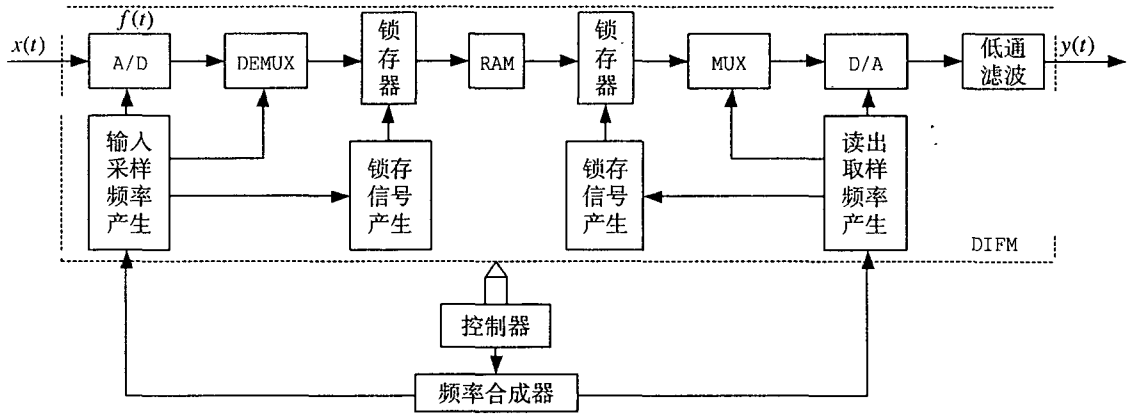 f(t)
x(t)
A/D
DEMUX
锁存器
RAM
锁存器
MUX
D/A
低通
滤波
y(t)
输入
采样
频率
产生
锁存
信号
产生
锁存
信号
产生
读出
取样
频率
产生
DIFM
控制器
频率合成器